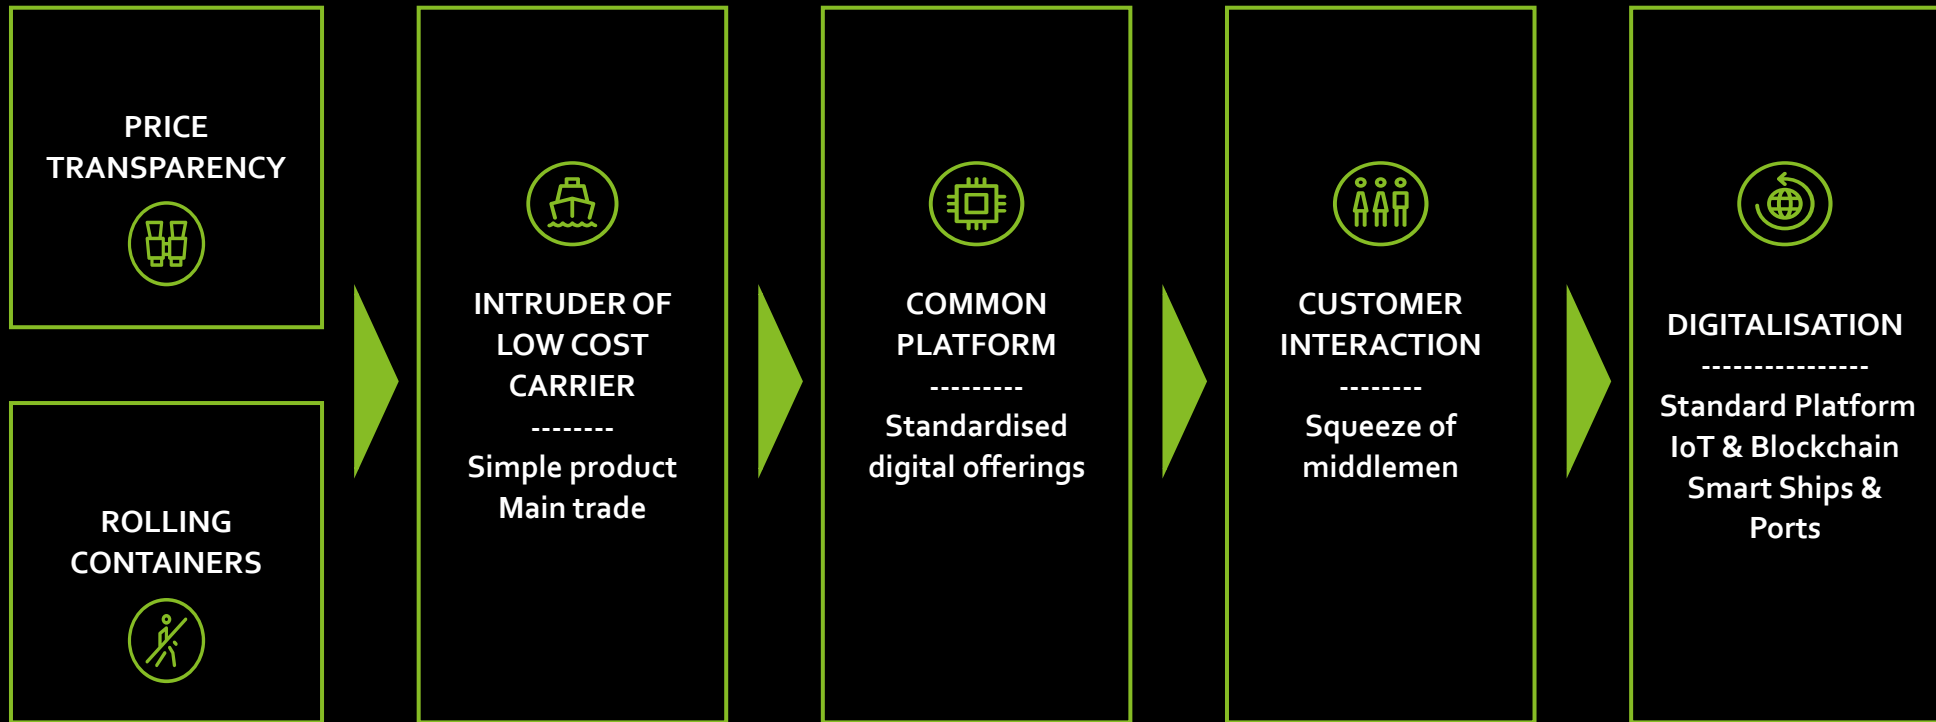 PRICE
TRANSPARENCY
ROLLING
CONTAINERS
INTRUDER OF
LOW COST
CARRIER
--------
Simple product
Main trade
COMMON
PLATFORM
---------
Standardised
digital offerings
CUSTOMER
INTERACTION
--------
Squeeze of
middlemen
DIGITALISATION
----------------
Standard Platform
IoT & Blockchain
Smart Ships &
Ports